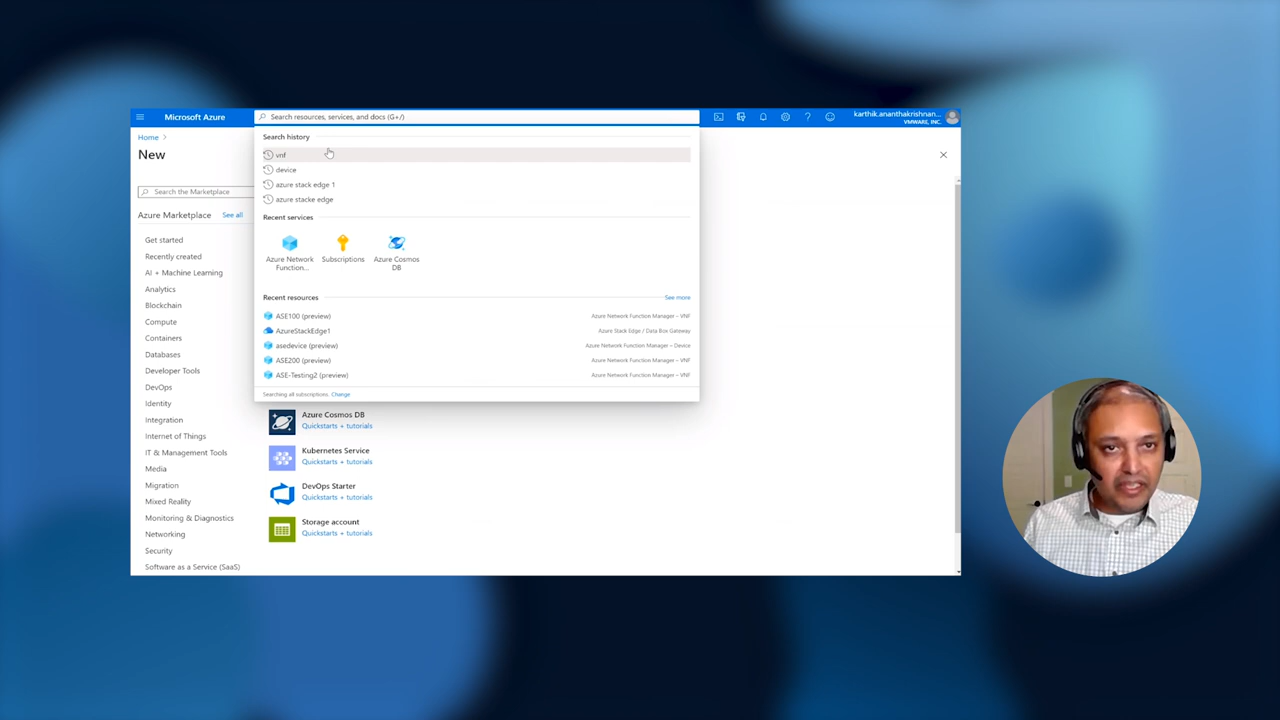 Microsoft Azure
Search resources, services, and docs (G+/)
karthik.ananthakrishnan...
VMWARE, INC.
Home >
New
Search the Marketplace
Azure Marketplace
See all
Get started
Recently created
AI + Machine Learning
Analytics
Blockchain
Compute
Containers
Databases
Developer Tools
DevOps
Identity
Integration
Internet of Things
IT & Management Tools
Media
Migration
Mixed Reality
Monitoring & Diagnostics
Networking
Security
Software as a Service (SaaS)
Search history
vnf
device
azure stack edge 1
azure stacke edge
Recent services
Azure Network Function...
Subscriptions
Azure Cosmos DB
Recent resources
See more
ASE100 (preview) Azure Network Function Manager – VNF
AzureStackEdge1 Azure Stack Edge / Data Box Gateway
asedevice (preview) Azure Network Function Manager – Device
ASE200 (preview) Azure Network Function Manager – VNF
ASE-Testing2 (preview) Azure Network Function Manager – VNF
Searching all subscriptions. Change
Azure Cosmos DB
Quickstarts + tutorials
Kubernetes Service
Quickstarts + tutorials
DevOps Starter
Quickstarts + tutorials
Storage account
Quickstarts + tutorials